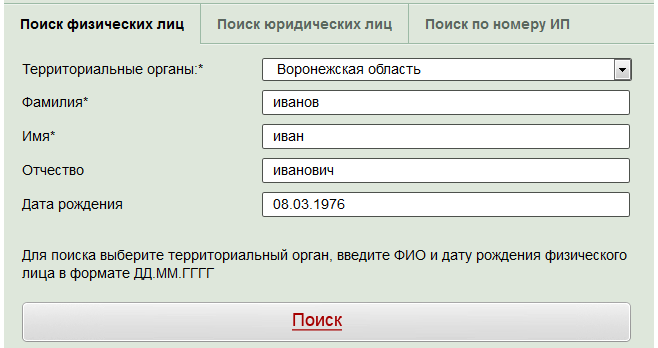 Поиск физических лиц Поиск юридических лиц Поиск по номеру ИП
Территориальные органы:* Воронежская область
Фамилия* иванов
Имя* иван
Отчество иванович
Дата рождения 08.03.1976
Для поиска выберите территориальный орган, введите ФИО и дату рождения физического
лица в формате ДД.ММ.ГГГГ
Поиск